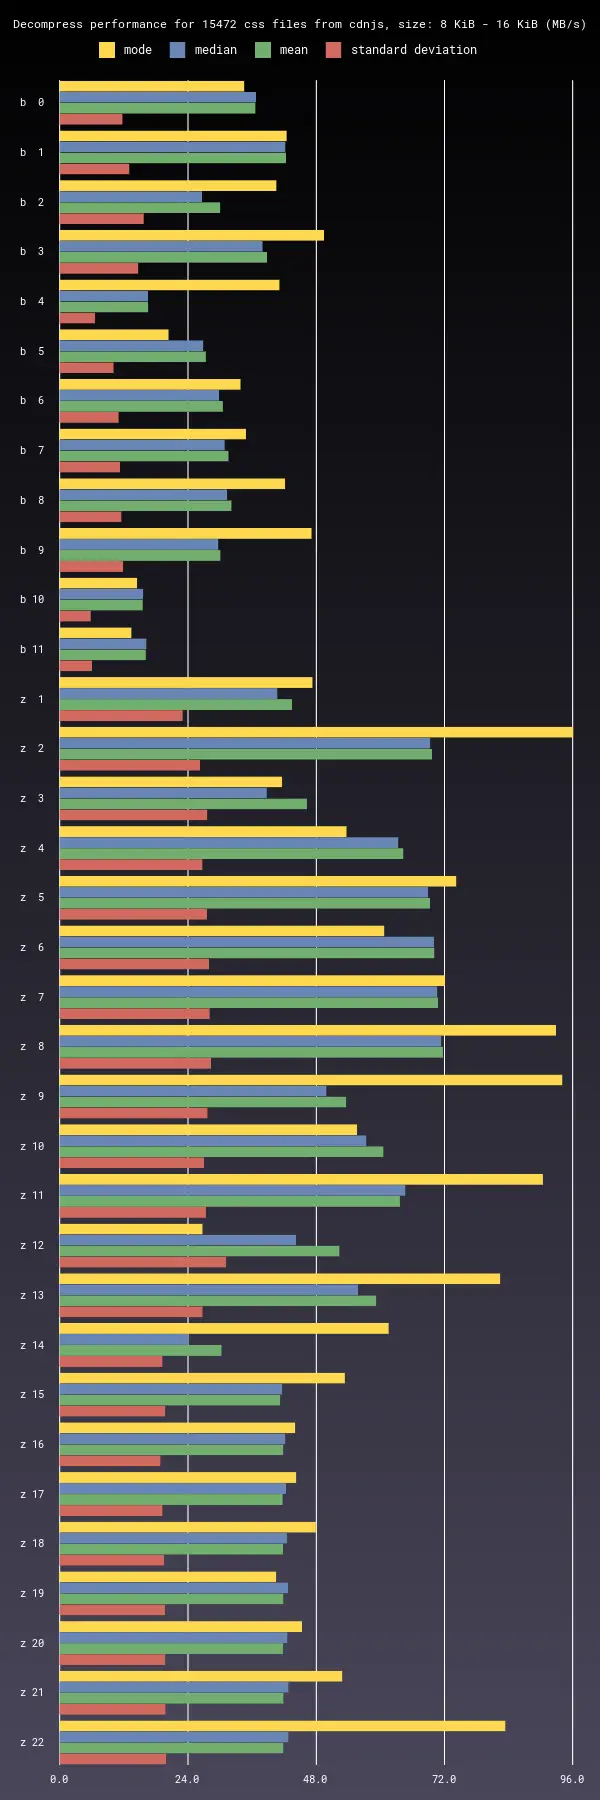 Decompress performance for 15472 css files from cdnjs, size: 8 KiB - 16 KiB (MB/s)
mode median mean standard deviation
b 0
b 1
b 2
b 3
b 4
b 5
b 6
b 7
b 8
b 9
b 10
b 11
z 1
z 2
z 3
z 4
z 5
z 6
z 7
z 8
z 9
z 10
z 11
z 12
z 13
z 14
z 15
z 16
z 17
z 18
z 19
z 20
z 21
z 22
0.0 24.0 48.0 72.0 96.0